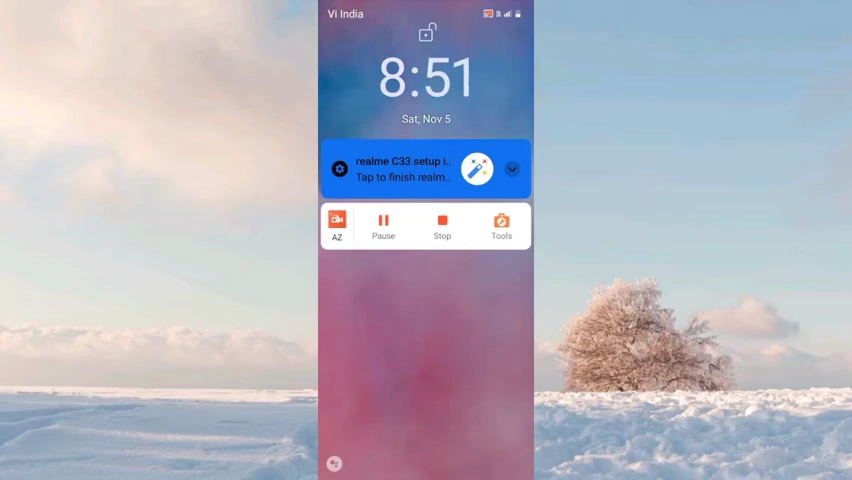 Vi India
8:51
Sat, Nov 5
realme C33 setup i..
Tap to finish realm..
AZ
Pause
Stop
Tools